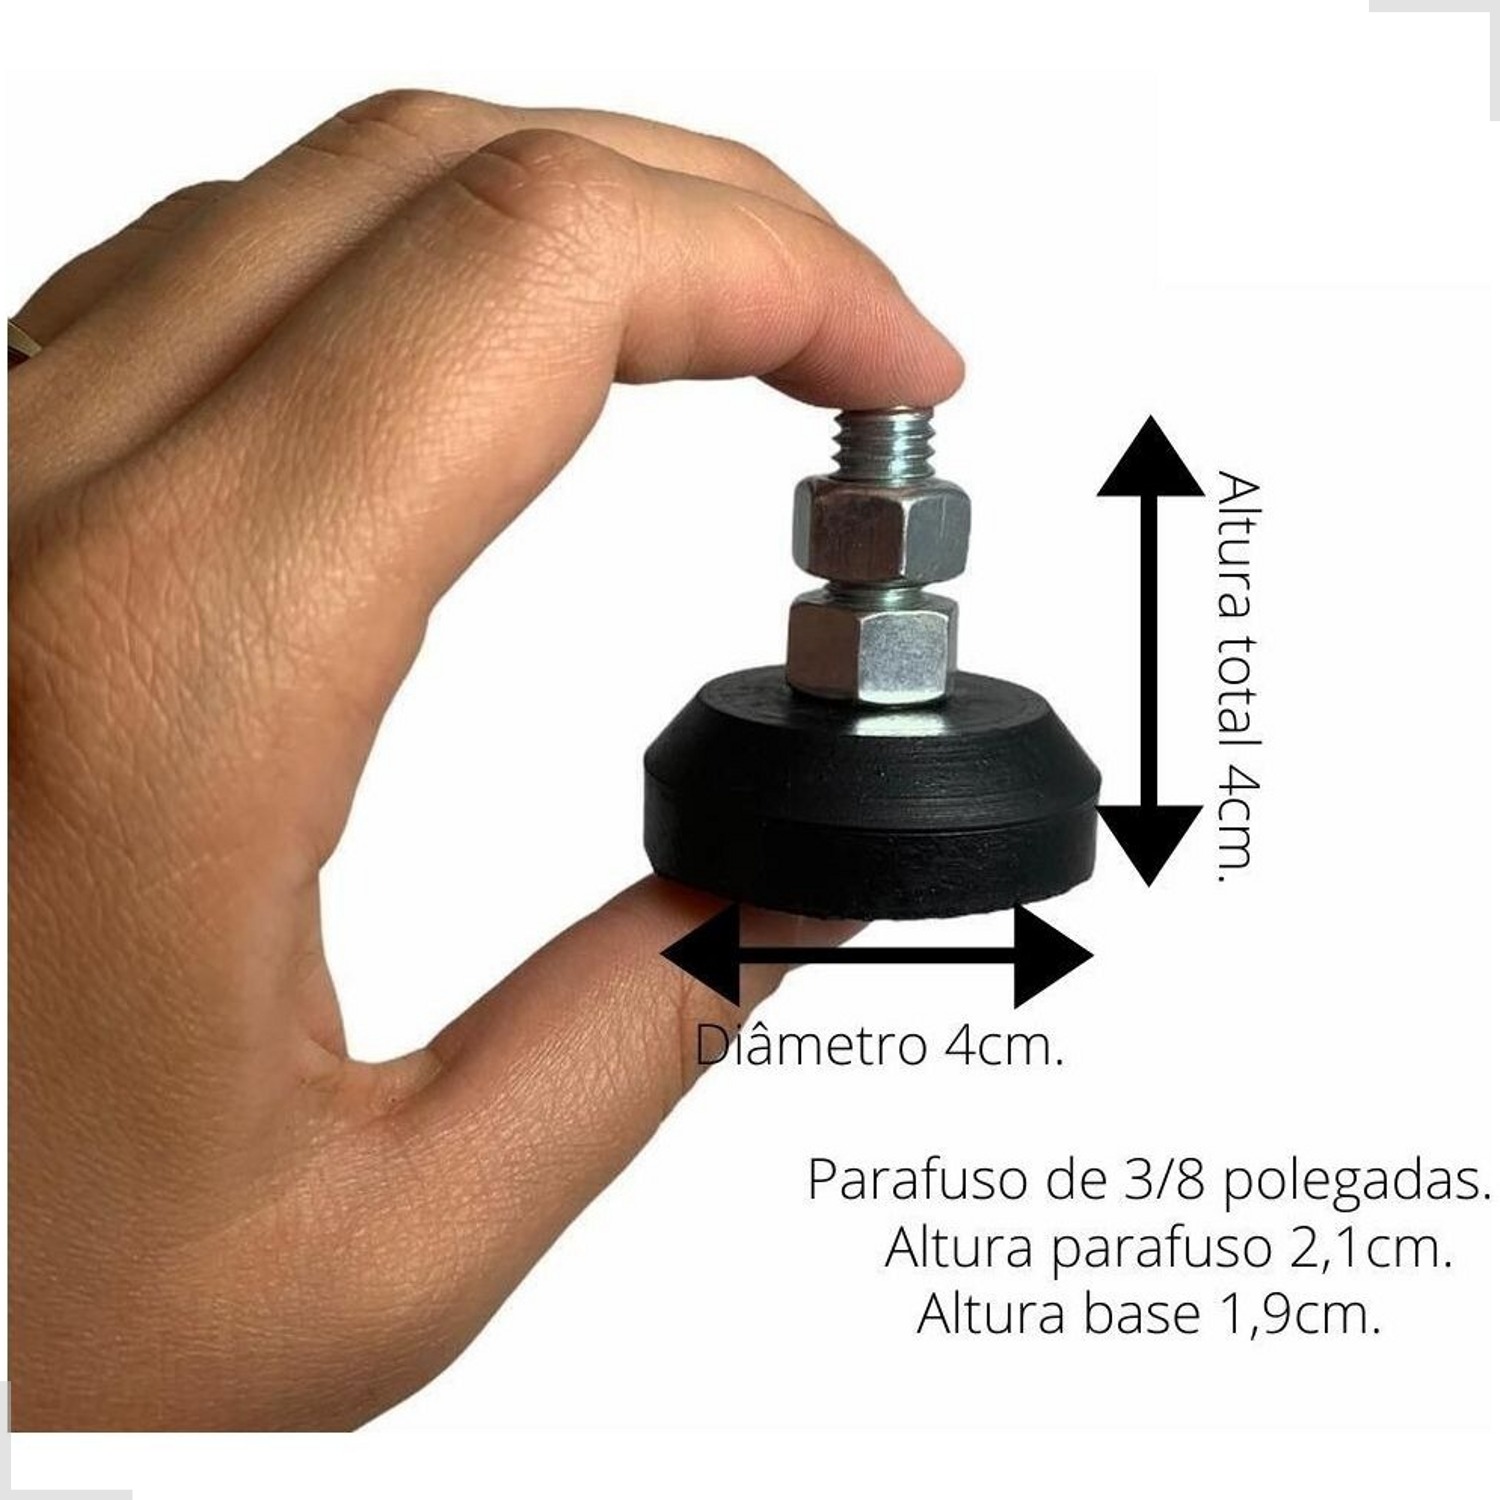 Altura total 4cm.
Diâmetro 4cm.
Parafuso de 3/8 polegadas.
Altura parafuso 2,1cm.
Altura base 1,9cm.